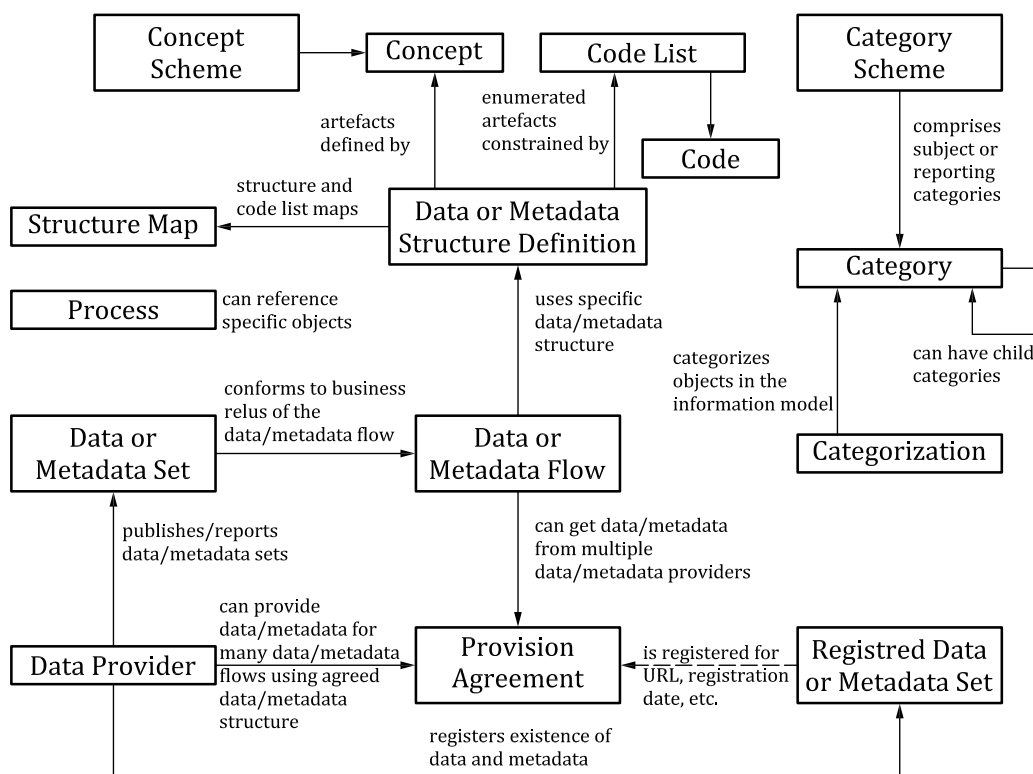 Concept
Scheme
Concept
Code List
Category
Scheme
artefacts
defined by
enumerated
artefacts
constrained by
Code
comprises
subject or
reporting
categories
structure and
code list maps
Structure Map
Data or Metadata
Structure Definition
Category
Process
can reference
specific objects
uses specific
data/metadata
structure
can have child
categories
categorizes
objects in the
information model
conforms to business
relus of the
data/metadata flow
Data or
Metadata Set
Data or
Metadata Flow
Categorization
publishes/reports
data/metadata sets
can get data/metadata
from multiple
data/metadata providers
can provide
data/metadata for
many data/metadata
flows using agreed
data/metadata
structure
Data Provider
Provision
Agreement
is registered for
URL, registration
date, etc.
Registred Data
or Metadata Set
registers existence of
data and metadata